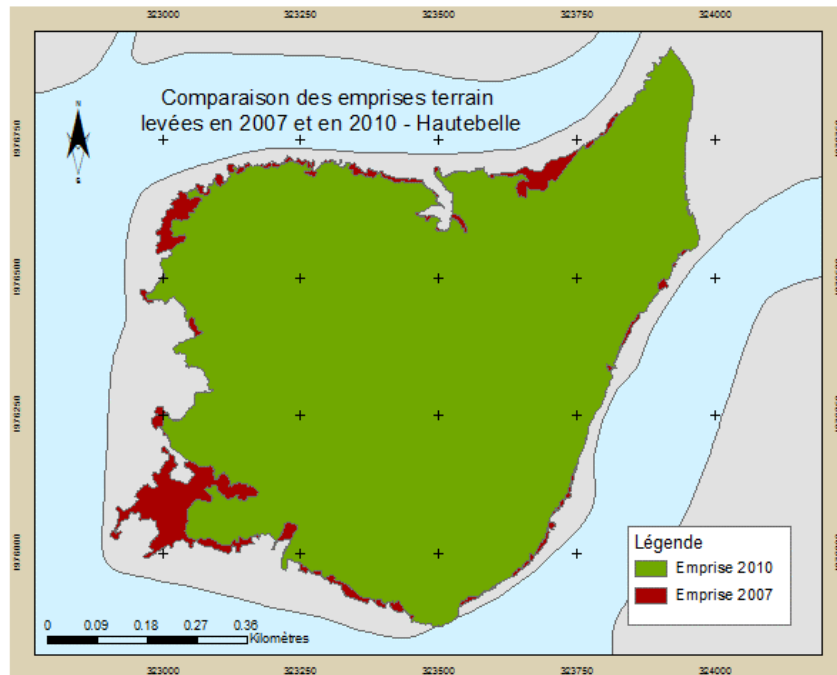 323000 323250 323500 323750 324000
Comparaison des emprises terrain
levées en 2007 et en 2010 - Hautebelle
N
S
1976750
1976500
1976250
1976000
Légende
Emprise 2010
Emprise 2007
0 0.09 0.18 0.27 0.36
Kilomètres
323000 323250 323500 323750 324000